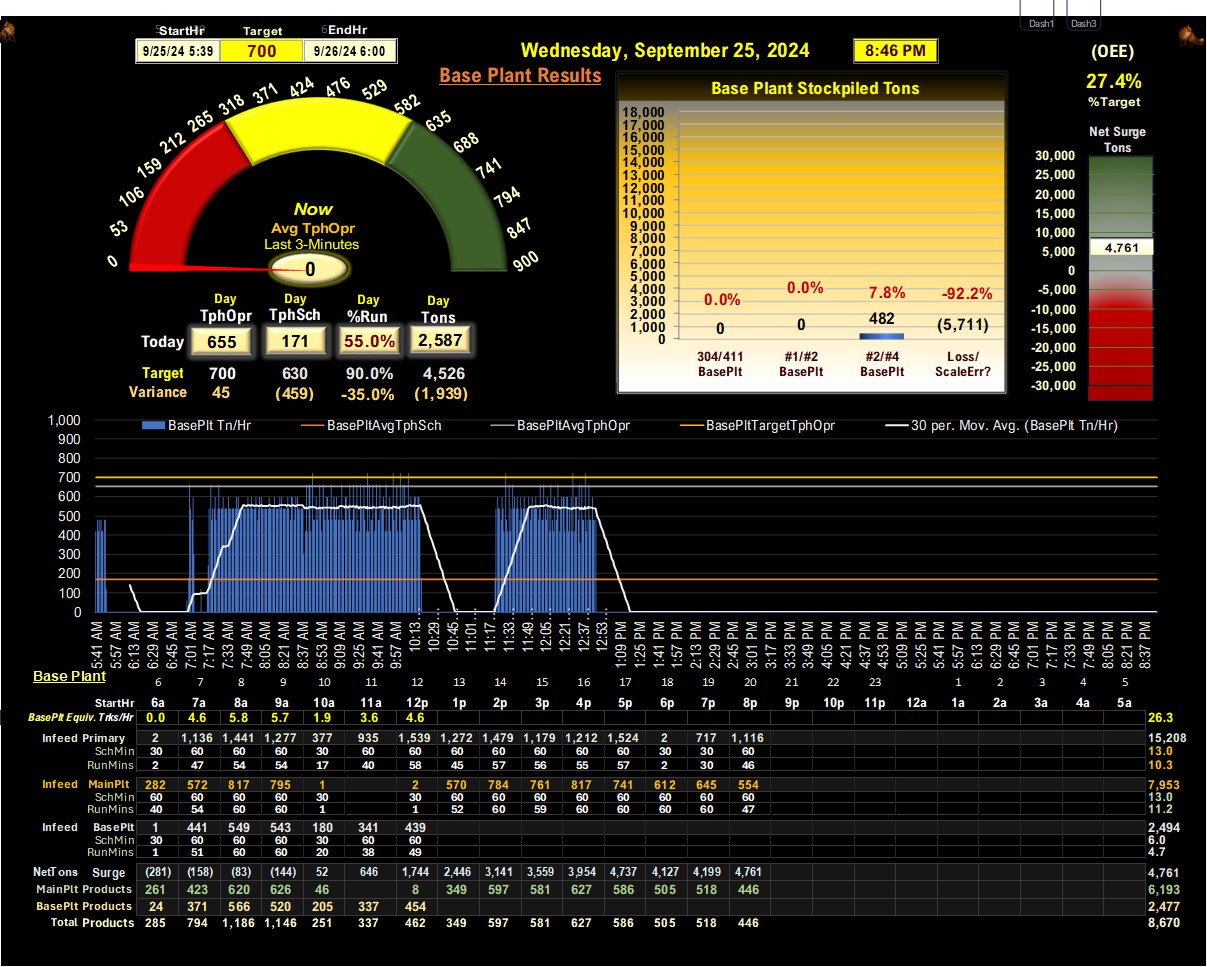 Dash1 Dash3
StartHr Target EndHr
9/25/24 5:39 700 9/26/24 6:00
Wednesday, September 25, 2024 8:46 PM
(OEE)
27.4%
%Target
Base Plant Results
Net Surge
Tons
30,000
25,000
20,000
15,000
10,000
5,000
0
-5,000
-10,000
-15,000
-20,000
-25,000
-30,000
4,761
0 53 106 159 212 265 318 371 424 476 529 582 635 688 741 794 847 900
Now
Avg TphOpr
Last 3-Minutes
0
Day Day Day Day
TphOpr TphSch %Run Tons
Today 655 171 55.0% 2,587
Target 700 630 90.0% 4,526
Variance 45 (459) -35.0% (1,939)
Base Plant Stockpiled Tons
18,000
17,000
16,000
15,000
14,000
13,000
12,000
11,000
10,000
9,000
8,000
7,000
6,000
5,000
4,000
3,000
2,000
1,000
0
0.0% 0.0% 7.8% -92.2%
0 0 482 (5,711)
304/411 #1/#2 #2/#4 Loss/
BasePlt BasePlt BasePlt ScaleErr?
BasePlt Tn/Hr BasePltAvgTphSch BasePltAvgTphOpr BasePltTargetTphOpr 30 per. Mov. Avg. (BasePlt Tn/Hr)
1,000
900
800
700
600
500
400
300
200
100
0
5:41 AM 5:57 AM 6:13 AM 6:29 AM 6:45 AM 7:01 AM 7:17 AM 7:33 AM 7:49 AM 8:05 AM 8:21 AM 8:37 AM 8:53 AM 9:09 AM 9:25 AM 9:41 AM 9:57 AM 10:13… 10:29… 10:45… 11:01… 11:17… 11:33… 11:49… 12:05… 12:21… 12:37… 12:53… 1:09 PM 1:25 PM 1:41 PM 1:57 PM 2:13 PM 2:29 PM 2:45 PM 3:01 PM 3:17 PM 3:33 PM 3:49 PM 4:05 PM 4:21 PM 4:37 PM 4:53 PM 5:09 PM 5:25 PM 5:41 PM 5:57 PM 6:13 PM 6:29 PM 6:45 PM 7:01 PM 7:17 PM 7:33 PM 7:49 PM 8:05 PM 8:21 PM 8:37 PM
Base Plant
6 7 8 9 10 11 12 13 14 15 16 17 18 19 20 21 22 23 1 2 3 4 5
StartHr 6a 7a 8a 9a 10a 11a 12p 1p 2p 3p 4p 5p 6p 7p 8p 9p 10p 11p 12a 1a 2a 3a 4a 5a
BasePlt Equiv. Trks/Hr 0.0 4.6 5.8 5.7 1.9 3.6 4.6 26.3
Infeed Primary 2 1,136 1,441 1,277 377 935 1,539 1,272 1,479 1,179 1,212 1,524 2 717 1,116 15,208
SchMin 30 60 60 60 30 60 60 60 60 60 60 60 30 30 60 13.0
RunMins 2 47 54 54 17 40 58 45 57 56 55 57 2 30 46 10.3
Infeed MainPlt 282 572 817 795 1 2 570 784 761 817 741 612 645 554 7,953
SchMin 60 60 60 60 30 30 60 60 60 60 60 60 60 60 13.0
RunMins 40 54 60 60 1 1 52 60 59 60 60 60 60 47 11.2
Infeed BasePlt 1 441 549 543 180 341 439 2,494
SchMin 30 60 60 60 30 60 60 6.0
RunMins 1 51 60 60 20 38 49 4.7
NetTons Surge (281) (158) (83) (144) 52 646 1,744 2,446 3,141 3,559 3,954 4,737 4,127 4,199 4,761 4,761
MainPlt Products 261 423 620 626 46 8 349 597 581 627 586 505 518 446 6,193
BasePlt Products 24 371 566 520 205 337 454 2,477
Total Products 285 794 1,186 1,146 251 337 462 349 597 581 627 586 505 518 446 8,670